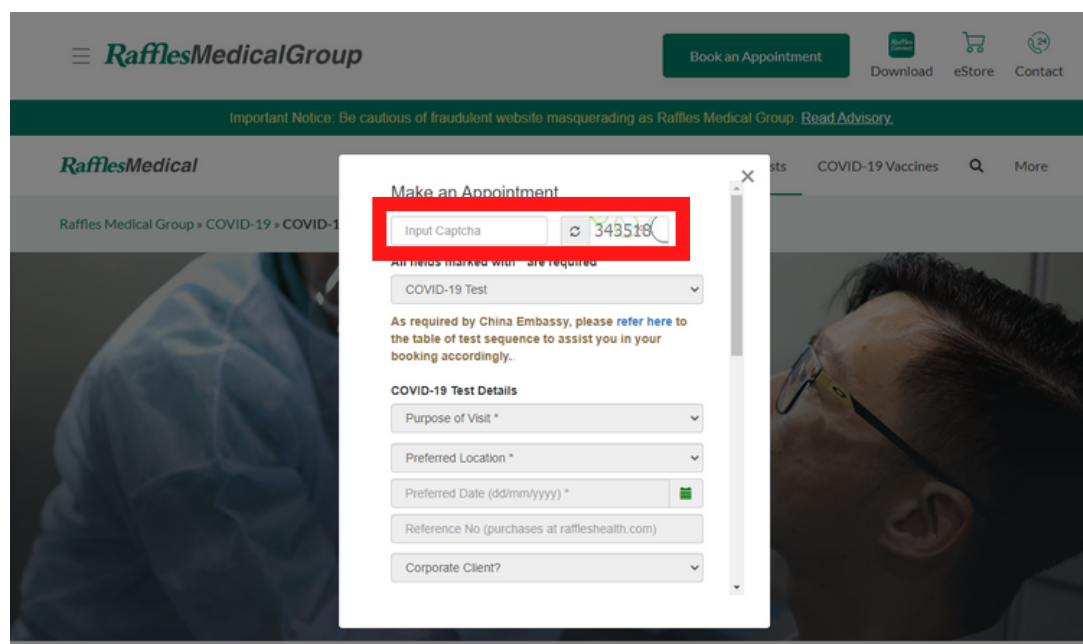 RafflesMedicalGroup
Book an Appointment
Raffles Connect
Download
eStore
24
Contact
Important Notice: Be cautious of fraudulent website masquerading as Raffles Medical Group. Read Advisory.
RafflesMedical
sts
COVID-19 Vaccines
More
Raffles Medical Group » COVID-19 » COVID-1
Make an Appointment
Input Captcha
343518
All fields marked with * are required
COVID-19 Test
As required by China Embassy, please refer here to
the table of test sequence to assist you in your
booking accordingly..
COVID-19 Test Details
Purpose of Visit *
Preferred Location *
Preferred Date (dd/mm/yyyy) *
Reference No (purchases at raffleshealth.com)
Corporate Client?